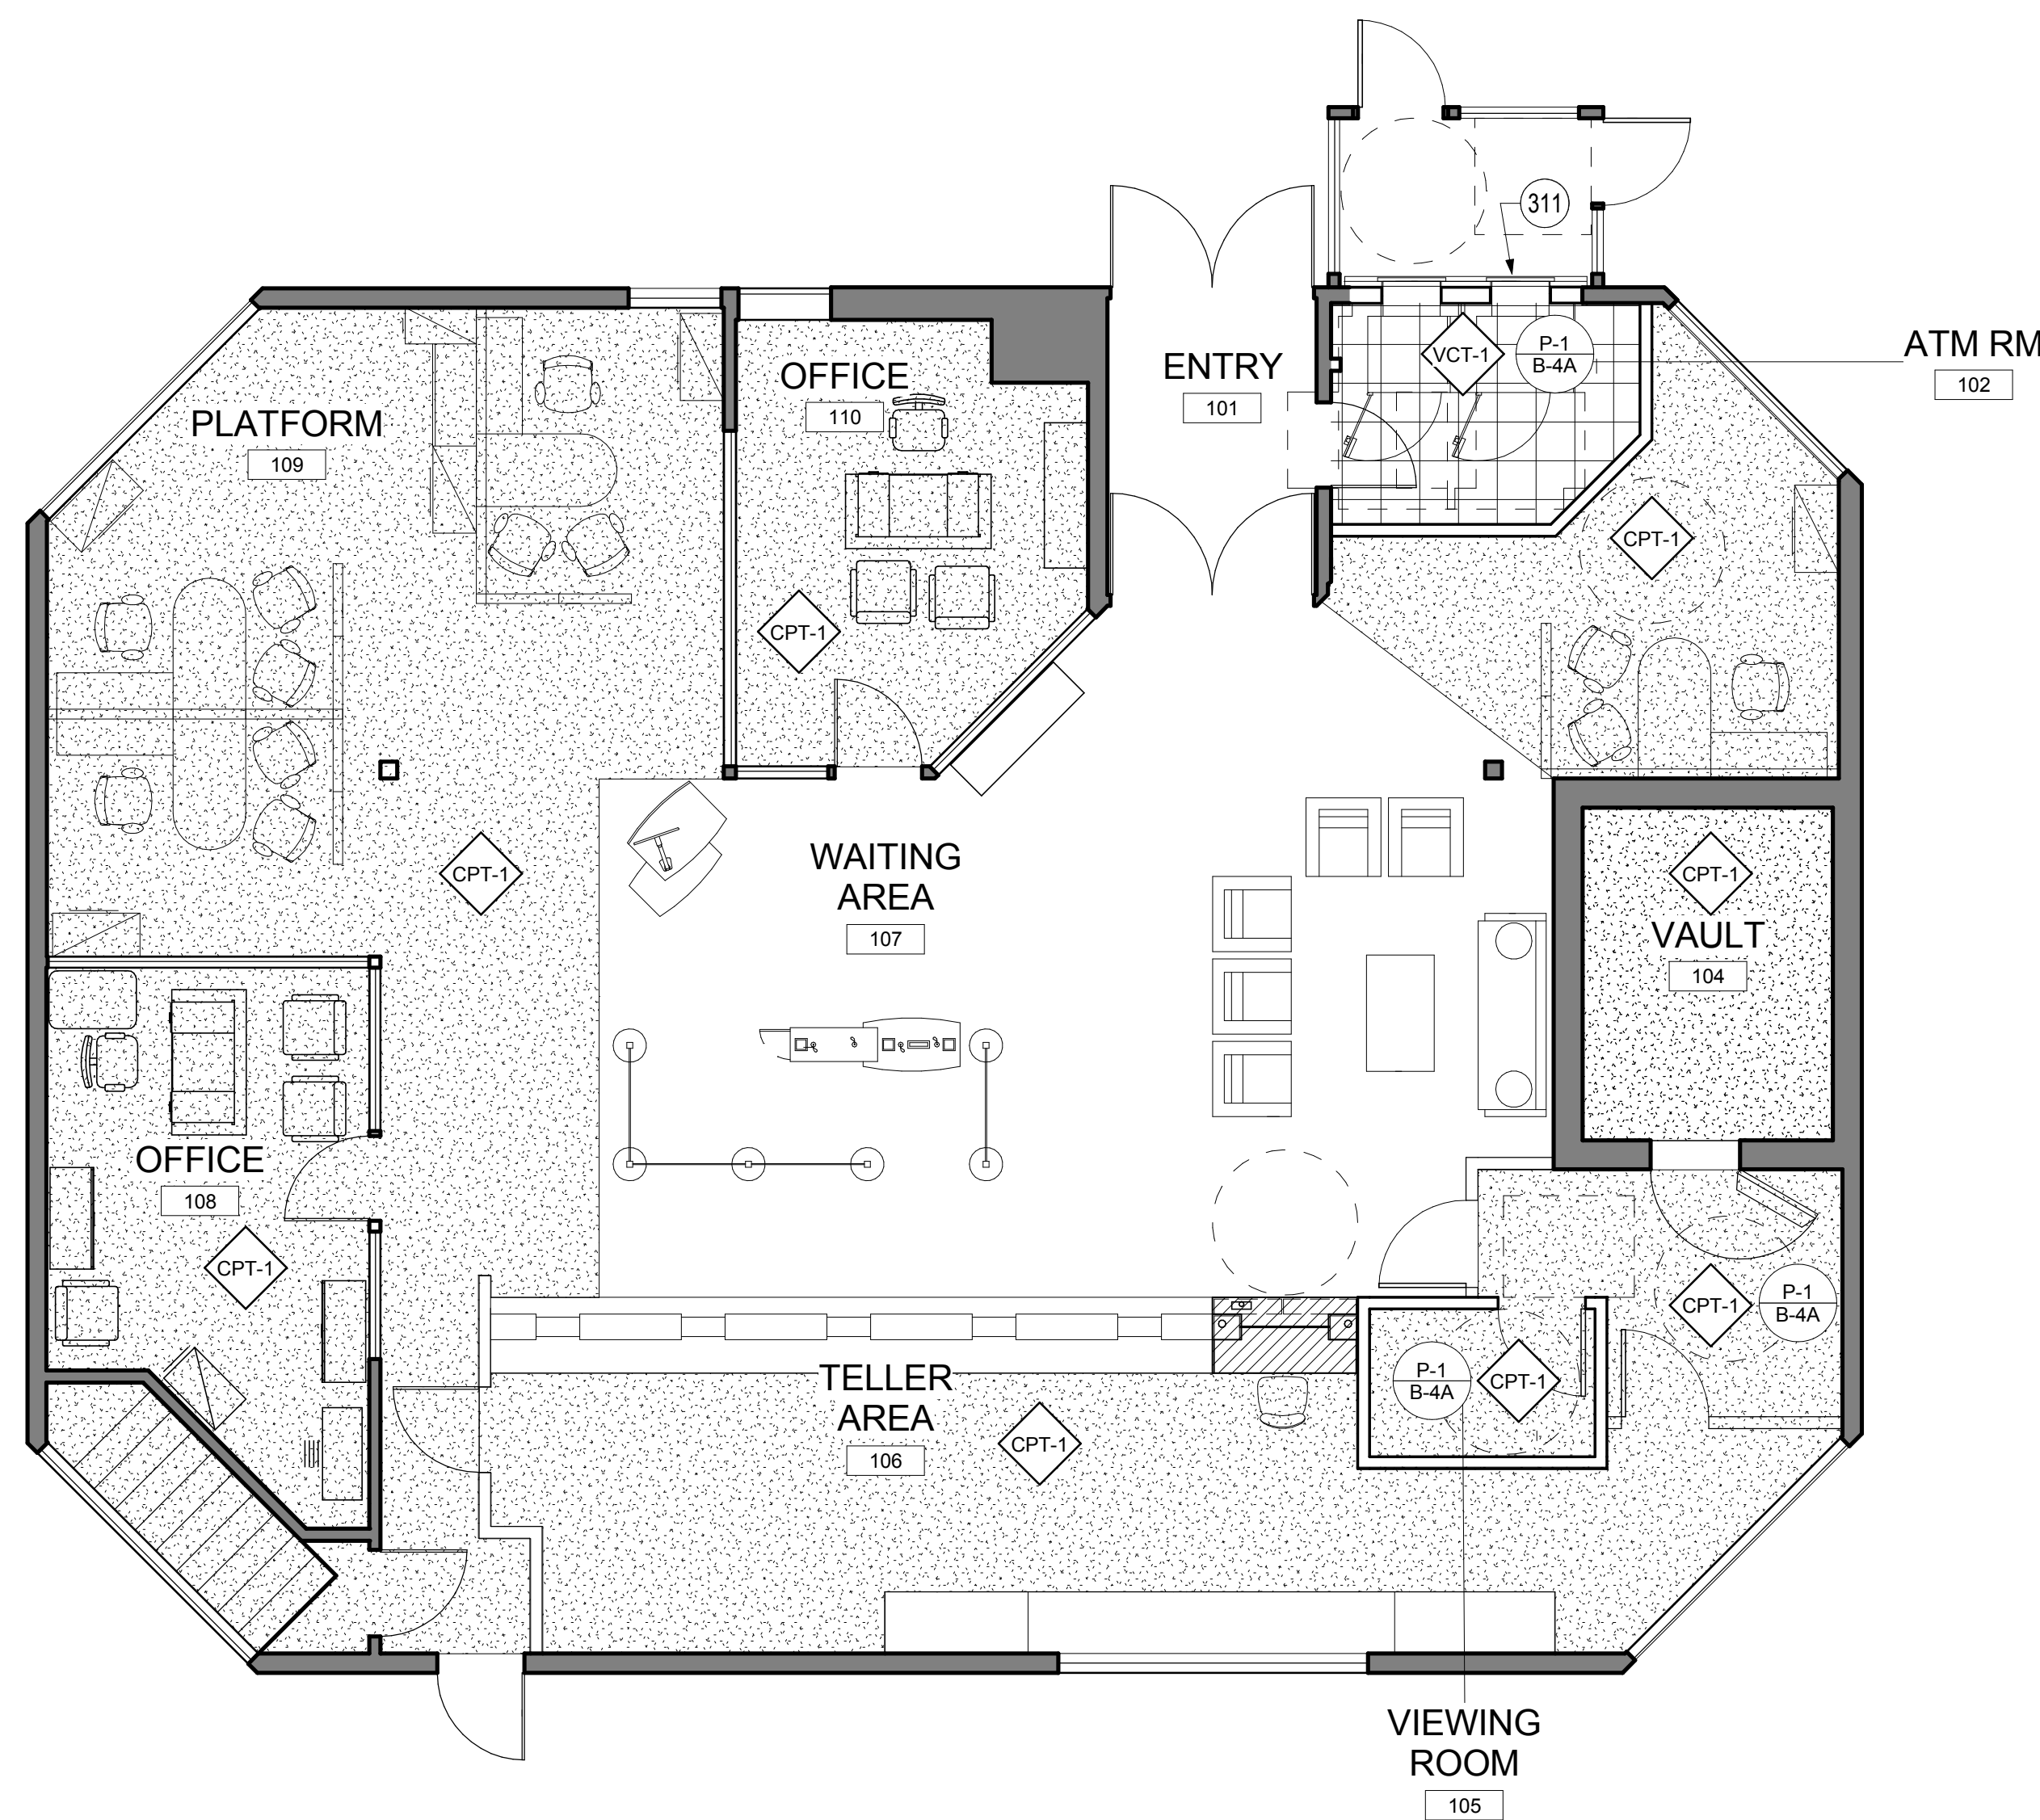 311
VCT-1
P-1
B-4A
ATM RM
102
ENTRY
101
OFFICE
110
PLATFORM
109
CPT-1
CPT-1
CPT-1
WAITING
AREA
107
CPT-1
VAULT
104
OFFICE
108
CPT-1
CPT-1
P-1
B-4A
TELLER
AREA
106
CPT-1
P-1
B-4A
CPT-1
VIEWING
ROOM
105